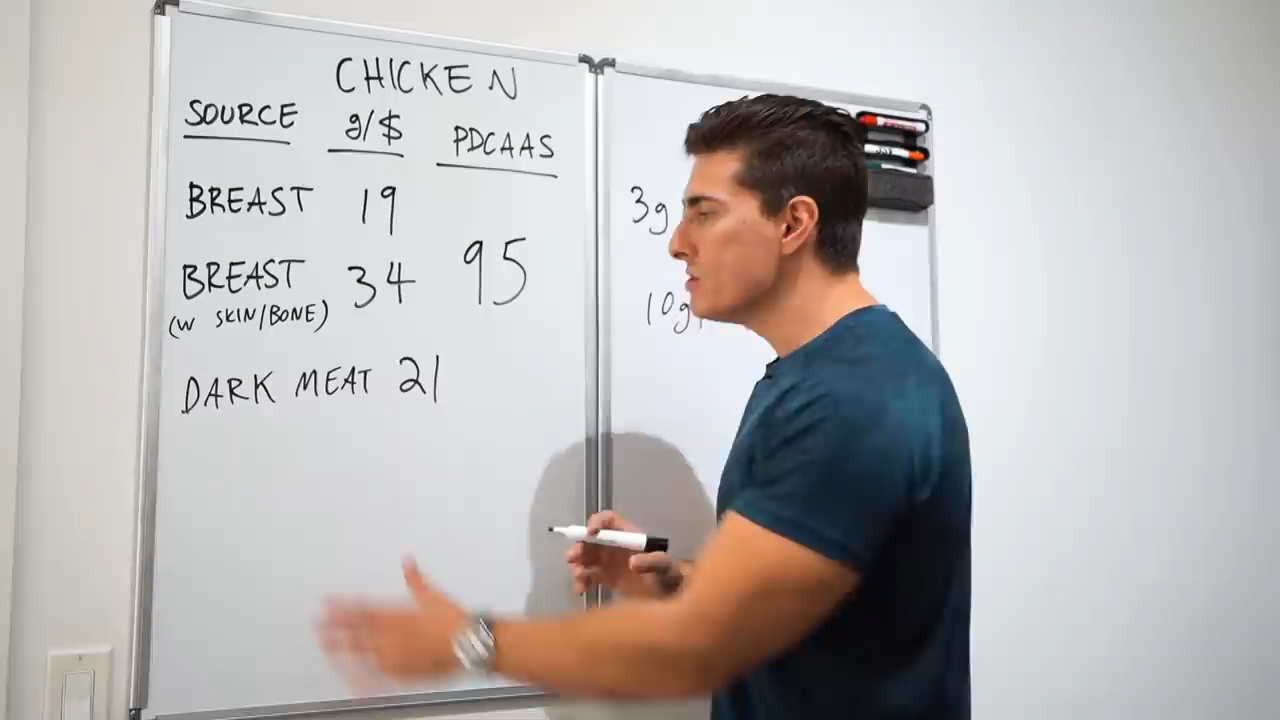 CHICKEN
SOURCE g/$ PDCAAS
BREAST 19
BREAST 34 95
(W SKIN/BONE)
DARK MEAT 21
3g
10g